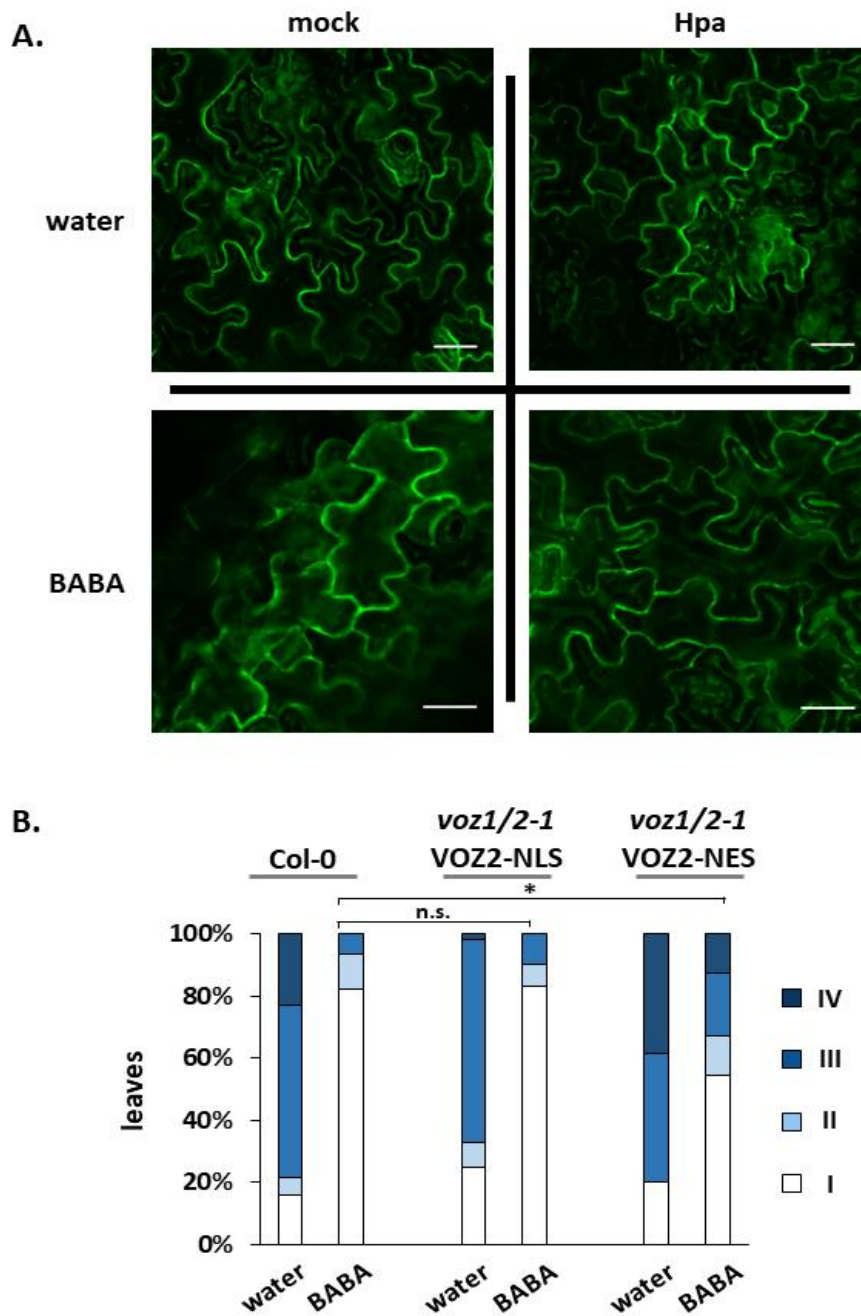 A.
mock
Hpa
water
BABA
B.
Col-0
voz1/2-1
VOZ2-NLS
voz1/2-1
VOZ2-NES
*
n.s.
100%
80%
60%
40%
20%
0%
leaves
water
BABA
water
BABA
water
BABA
IV
III
II
I